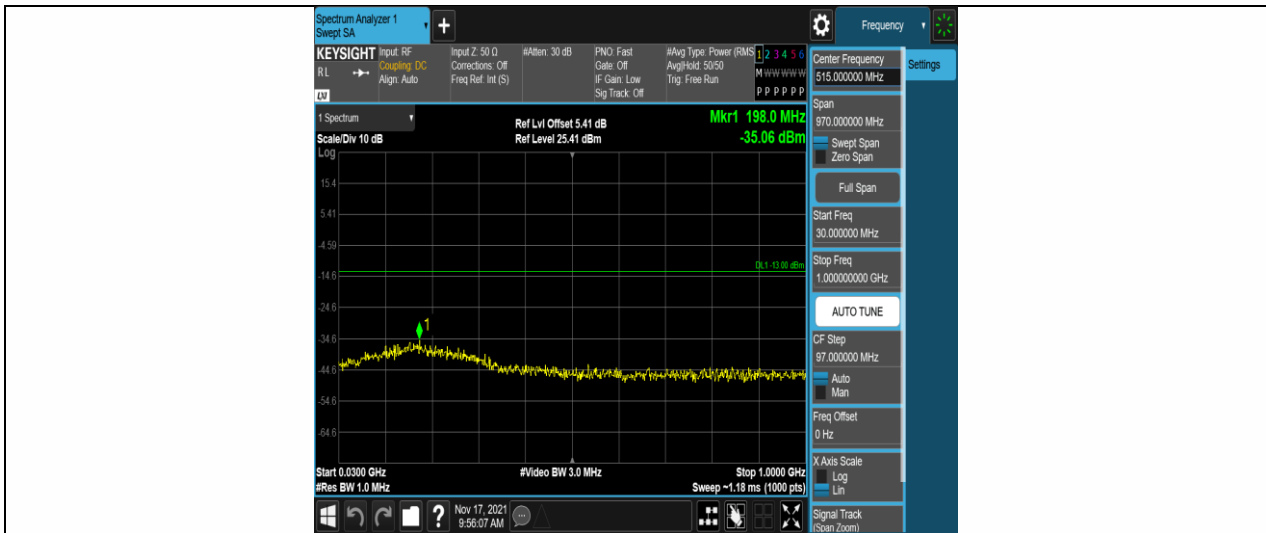 Spectrum Analyzer 1
Swept SA
+
Frequency
KEYSIGHT
RL
LXI
Input: RF
Coupling: DC
Align: Auto
Input Z: 50 Ω
Corrections: Off
Freq Ref: Int (S)
#Atten: 30 dB
PNO: Fast
Gate: Off
IF Gain: Low
Sig Track: Off
#Avg Type: Power (RMS
Avg|Hold: 50/50
Trig: Free Run
1 2 3 4 5 6
M W W W W W
P P P P P P
1 Spectrum
Scale/Div 10 dB
Log
Ref Lvl Offset 5.41 dB
Ref Level 25.41 dBm
Mkr1 198.0 MHz
-35.06 dBm
15.4
5.41
-4.59
DL1 -13.00 dBm
-14.6
-24.6
1
-34.6
-44.6
-54.6
-64.6
Start 0.0300 GHz
#Res BW 1.0 MHz
#Video BW 3.0 MHz
Stop 1.0000 GHz
Sweep ~1.18 ms (1000 pts)
?
Nov 17, 2021
9:56:07 AM
Center Frequency
515.000000 MHz
Settings
Span
970.000000 MHz
Swept Span
Zero Span
Full Span
Start Freq
30.000000 MHz
Stop Freq
1.000000000 GHz
AUTO TUNE
CF Step
97.000000 MHz
Auto
Man
Freq Offset
0 Hz
X Axis Scale
Log
Lin
Signal Track
(Span Zoom)